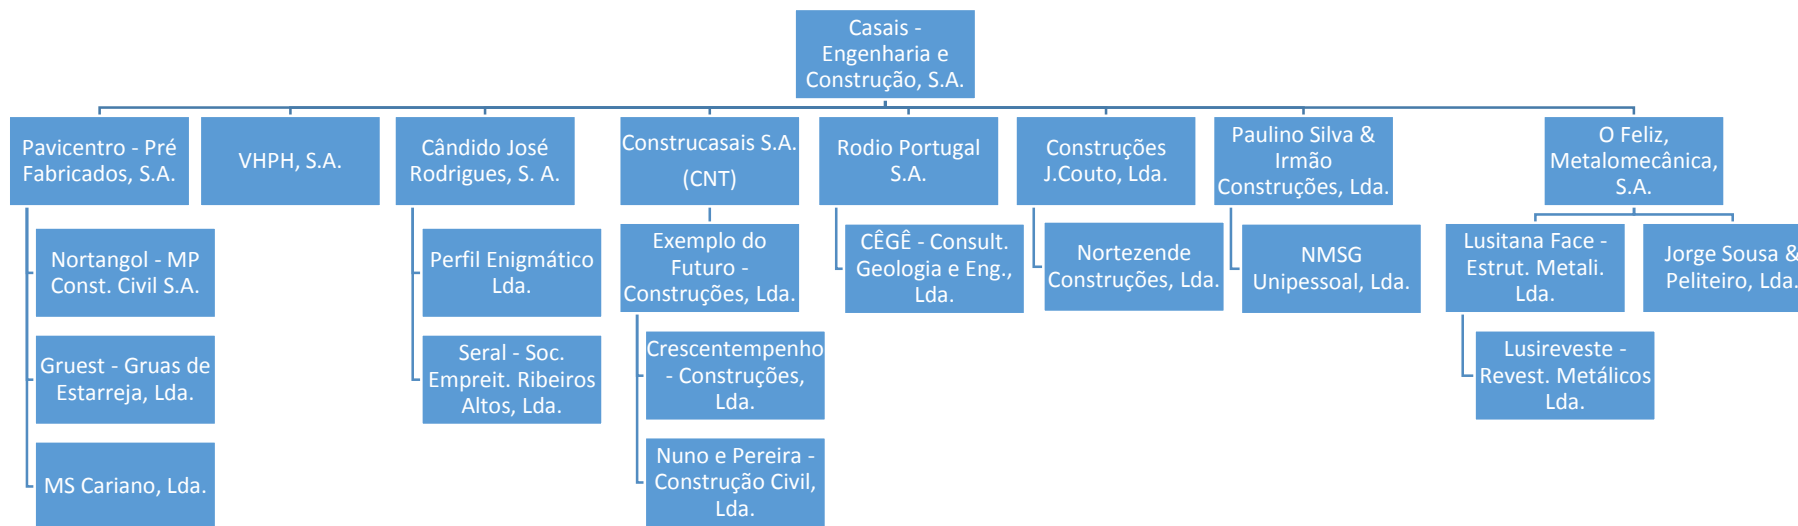 Casais -
Engenharia e
Construção, S.A.
Pavicentro - Pré
Fabricados, S.A.
VHPH, S.A.
Cândido José
Rodrigues, S. A.
Construcasais S.A.
(CNT)
Rodio Portugal
S.A.
Construções
J.Couto, Lda.
Paulino Silva &
Irmão
Construções, Lda.
O Feliz,
Metalomecânica,
S.A.
Nortangol - MP
Const. Civil S.A.
Perfil Enigmático
Lda.
Exemplo do
Futuro -
Construções, Lda.
CÊGÊ - Consult.
Geologia e Eng.,
Lda.
Nortezende
Construções, Lda.
NMSG
Unipessoal, Lda.
Lusitana Face -
Estrut. Metali.
Lda.
Jorge Sousa &
Peliteiro, Lda.
Gruest - Gruas de
Estarreja, Lda.
Seral - Soc.
Empreit. Ribeiros
Altos, Lda.
Crescentempenho
- Construções,
Lda.
Lusireveste -
Revest. Metálicos
Lda.
MS Cariano, Lda.
Nuno e Pereira -
Construção Civil,
Lda.